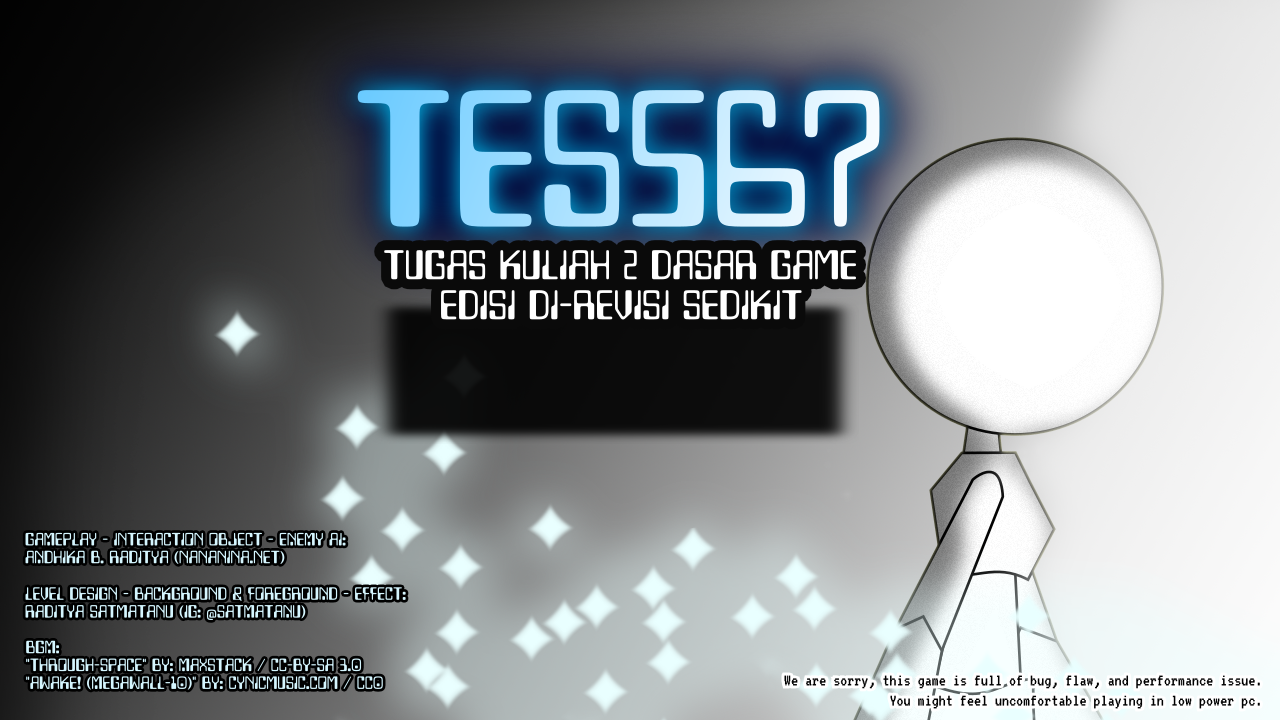 TESS67
TUGAS KULIAH 2 DASAR GAME
EDISI DI-REVISI SEDIKIT
GAMEPLAY - INTERACTION OBJECT - ENEMY AI:
ANDHIKA B. RADITYA (NANANINA.NET)
LEVEL DESIGN - BACKGROUND & FOREGROUND - EFFECT:
RADITYA SATMATANU (IG: @SATMATANU)
BGM:
"THROUGH-SPACE" BY: MAXSTACK / CC-BY-SA 3.0
"AWAKE! (MEGAWALL-10)" BY: CYNICMUSIC.COM / CC0
We are sorry, this game is full of bug, flaw, and performance issue.
You might feel uncomfortable playing in low power pc.